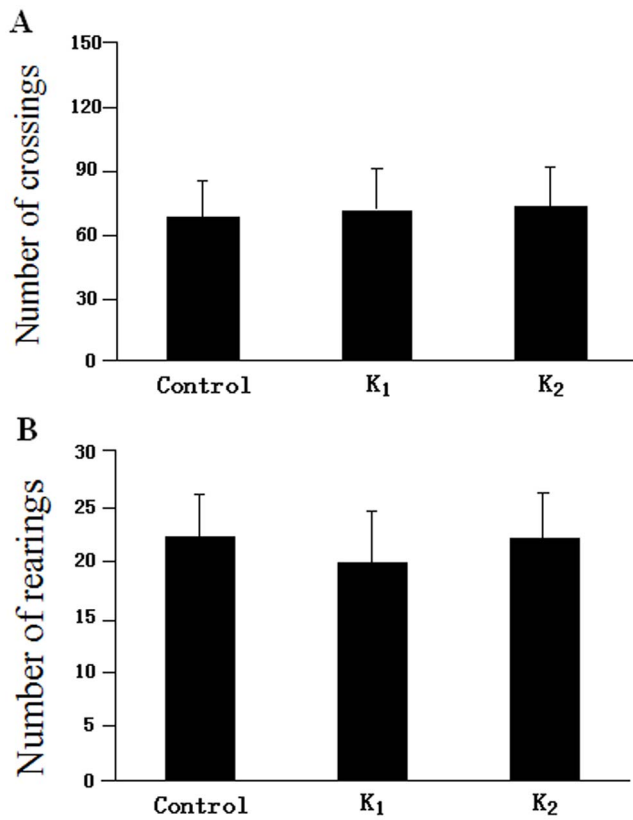 A
Number of crossings
150
120
90
60
30
0
Control K₁ K₂
B
Number of rearings
30
25
20
15
10
5
0
Control K₁ K₂